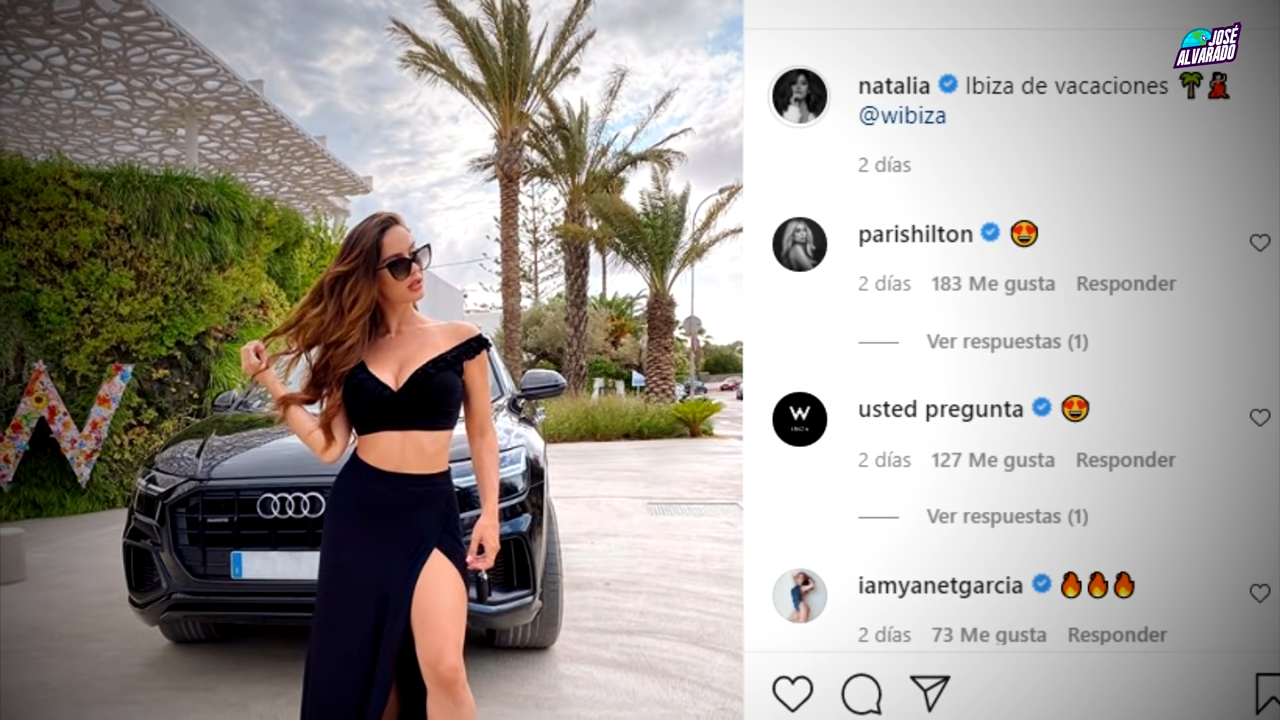 JOSÉ
ALVARADO
natalia Ibiza de vacaciones
@wibiza
2 días
parishilton
2 días 183 Me gusta Responder
Ver respuestas (1)
W
usted pregunta
2 días 127 Me gusta Responder
Ver respuestas (1)
iamyanetgarcia
2 días 73 Me gusta Responder
W